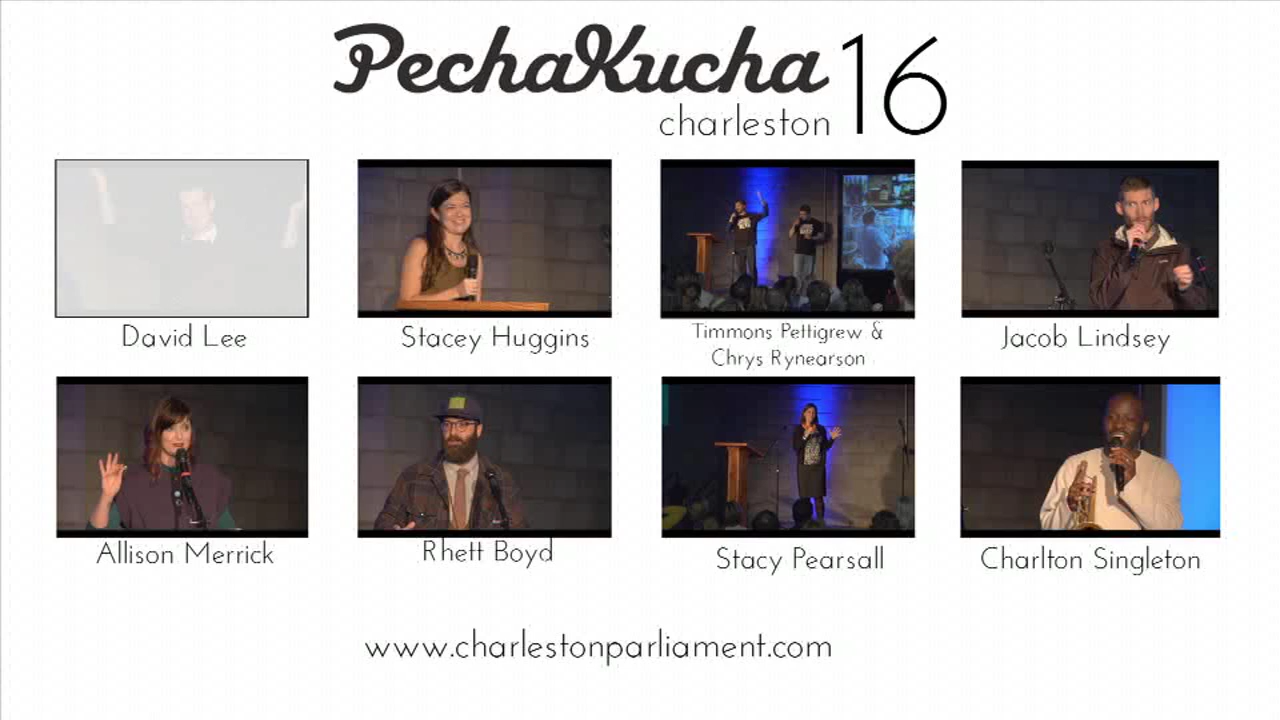 PechaKucha 16
charleston
David Lee
Stacey Huggins
Timmons Pettigrew &
Chrys Rynearson
Jacob Lindsey
Allison Merrick
Rhett Boyd
Stacy Pearsall
Charlton Singleton
www.charlestonparliament.com